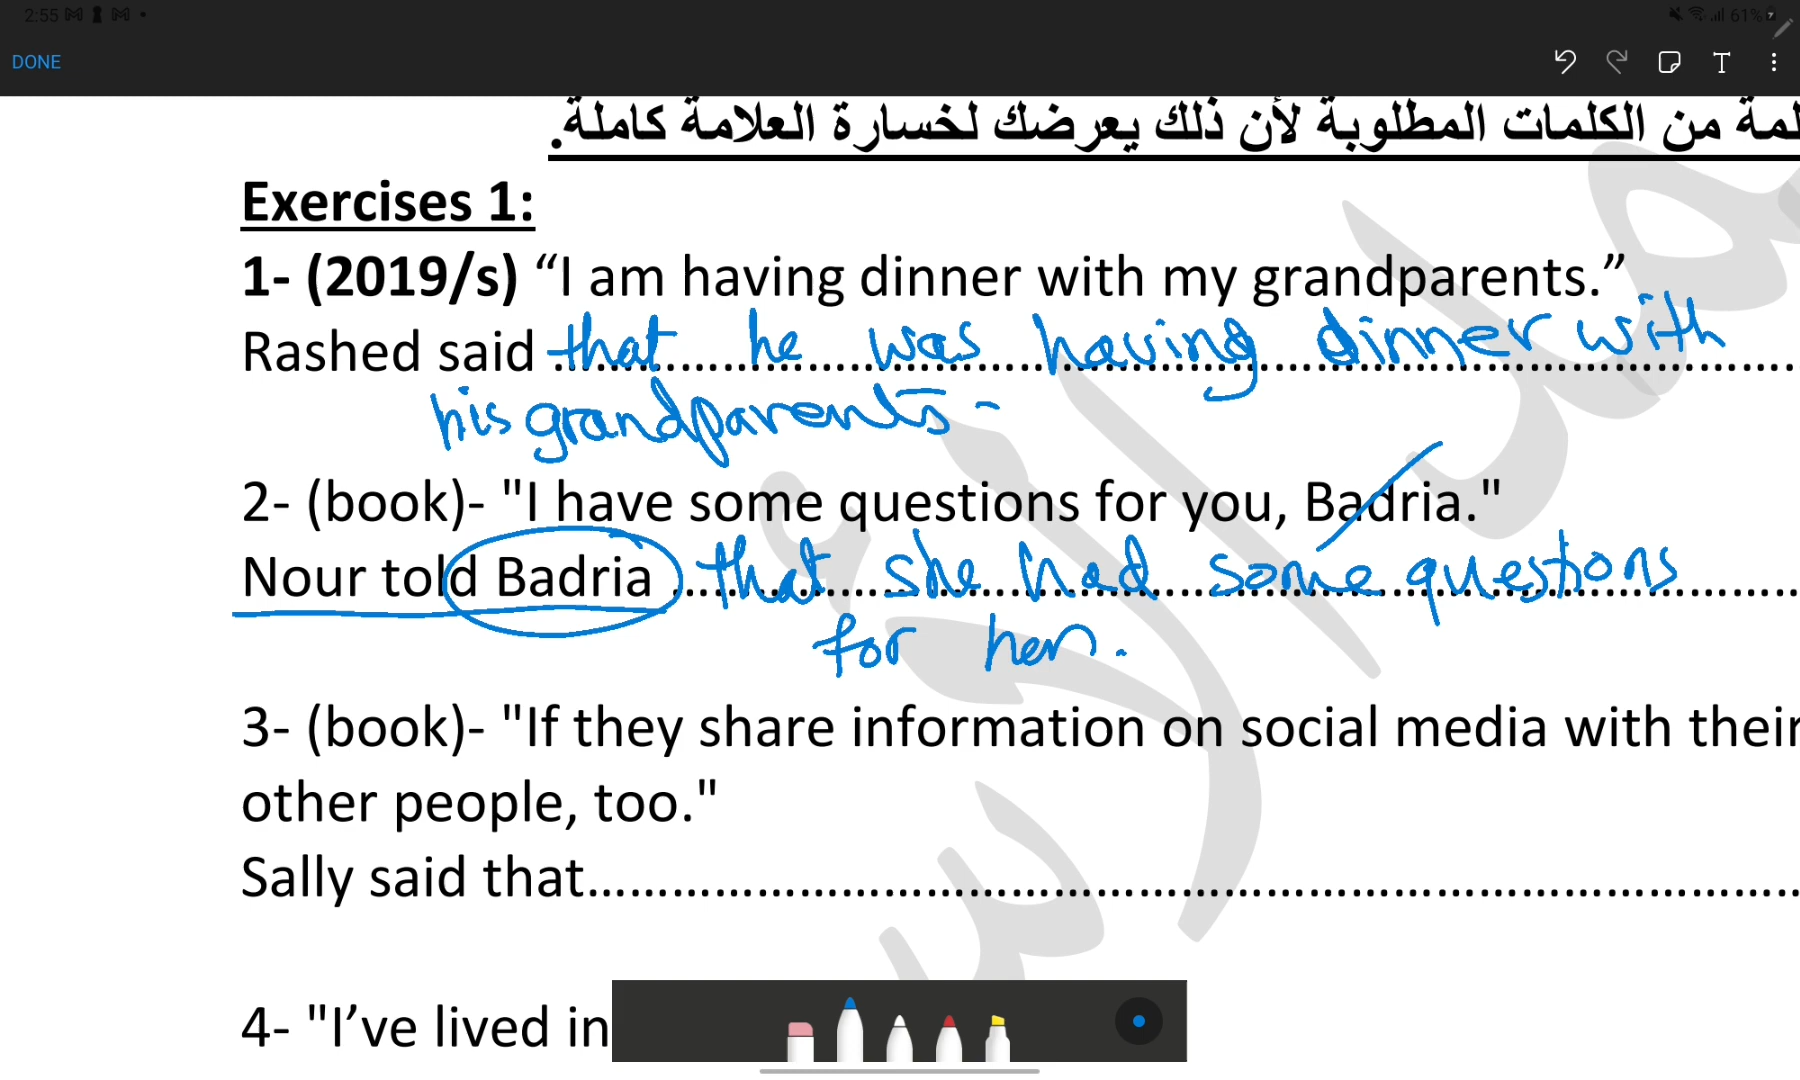 2:55
61%
DONE
T
لمة من الكلمات المطلوبة لأن ذلك يعرضك لخسارة العلامة كاملة.
Exercises 1:
1- (2019/s) “I am having dinner with my grandparents.”
Rashed said that he was having dinner with
his grandparents-
2- (book)- "I have some questions for you, Badria."
Nour told Badria that she had some questions
for her.
3- (book)- "If they share information on social media with their
other people, too."
Sally said that..............................
4- "I’ve lived in